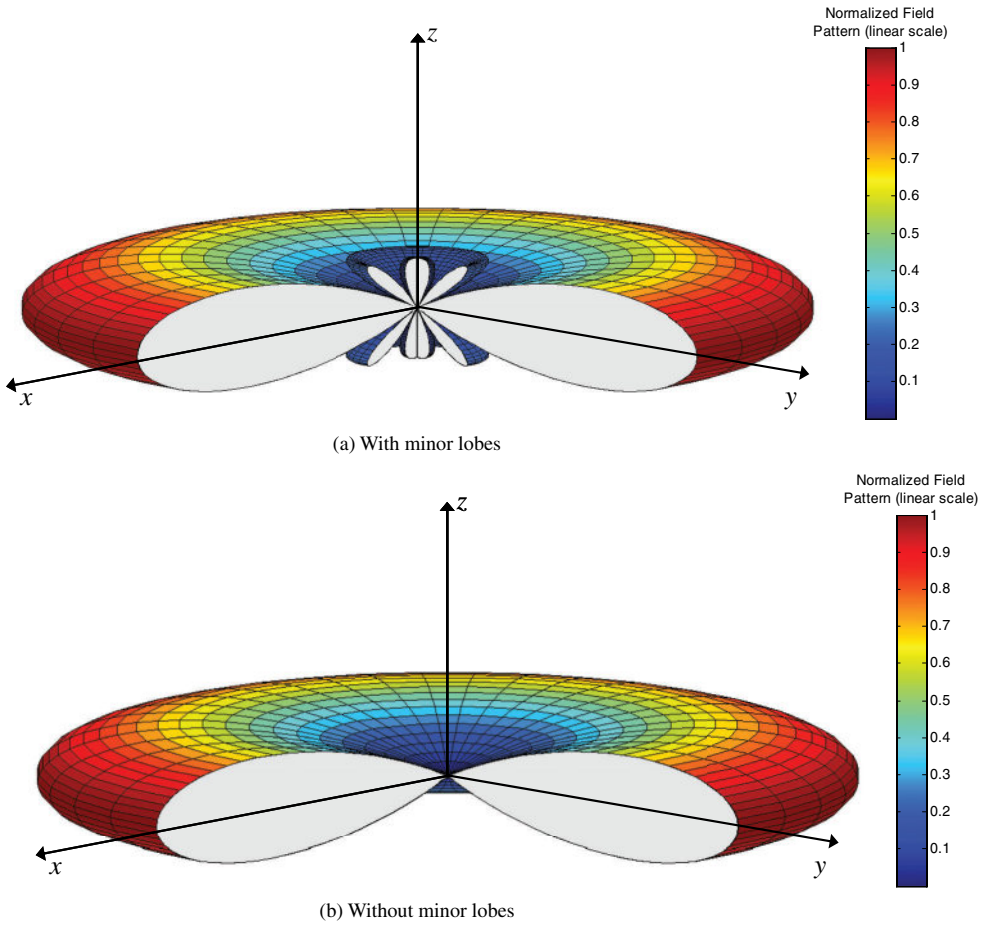 Normalized Field
Pattern (linear scale)
z
1
0.9
0.8
0.7
0.6
0.5
0.4
0.3
0.2
0.1
x
y
(a) With minor lobes
Normalized Field
Pattern (linear scale)
z
1
0.9
0.8
0.7
0.6
0.5
0.4
0.3
0.2
0.1
x
y
(b) Without minor lobes